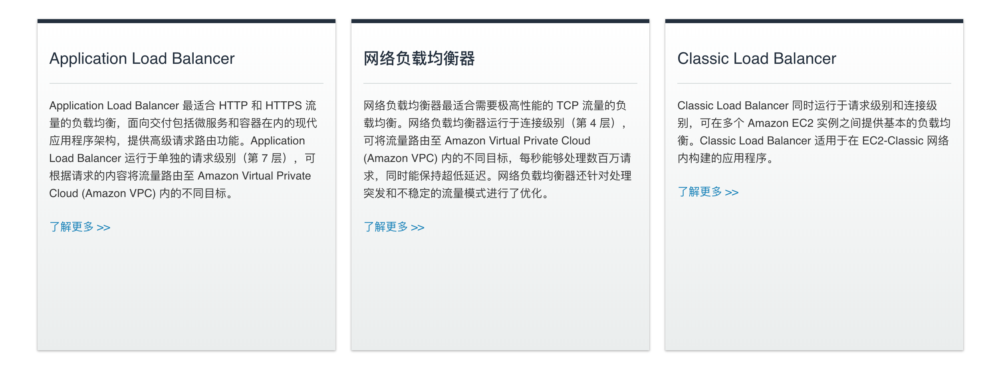 Application Load Balancer
Application Load Balancer 最适合 HTTP 和 HTTPS 流
量的负载均衡，面向交付包括微服务和容器在内的现代
应用程序架构，提供高级请求路由功能。Application
Load Balancer 运行于单独的请求级别（第 7 层），可
根据请求的内容将流量路由至 Amazon Virtual Private
Cloud (Amazon VPC) 内的不同目标。
了解更多 >>
网络负载均衡器
网络负载均衡器最适合需要极高性能的 TCP 流量的负
载均衡。网络负载均衡器运行于连接级别（第 4 层），
可将流量路由至 Amazon Virtual Private Cloud
(Amazon VPC) 内的不同目标，每秒能够处理数百万请
求，同时能保持超低延迟。网络负载均衡器还针对处理
突发和不稳定的流量模式进行了优化。
了解更多 >>
Classic Load Balancer
Classic Load Balancer 同时运行于请求级别和连接级
别，可在多个 Amazon EC2 实例之间提供基本的负载均
衡。Classic Load Balancer 适用于在 EC2-Classic 网络
内构建的应用程序。
了解更多 >>